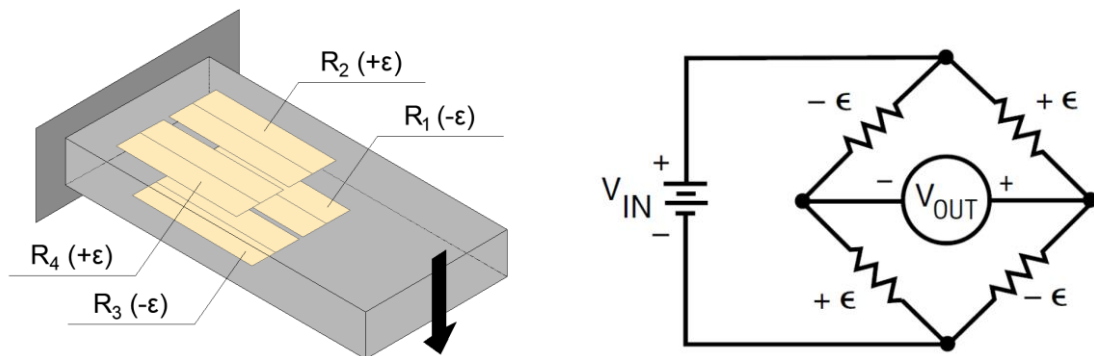 R2 (+ε)
R1 (-ε)
R4 (+ε)
R3 (-ε)
− ϵ
+ ϵ
+
VIN
−
− VOUT +
+ ϵ
− ϵ